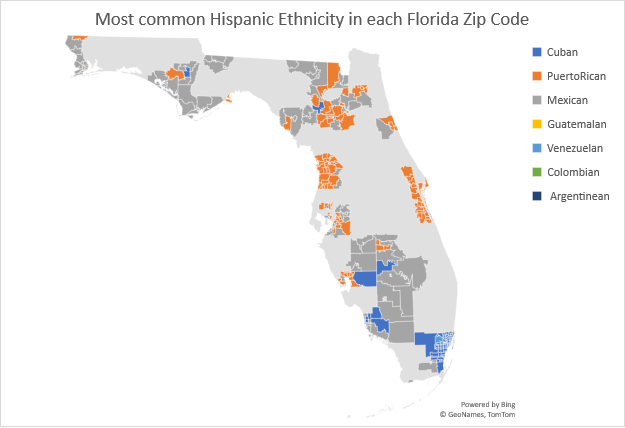 Most common Hispanic Ethnicity in each Florida Zip Code
Cuban
PuertoRican
Mexican
Guatemalan
Venezuelan
Colombian
Argentinean
Powered by Bing
© GeoNames, TomTom